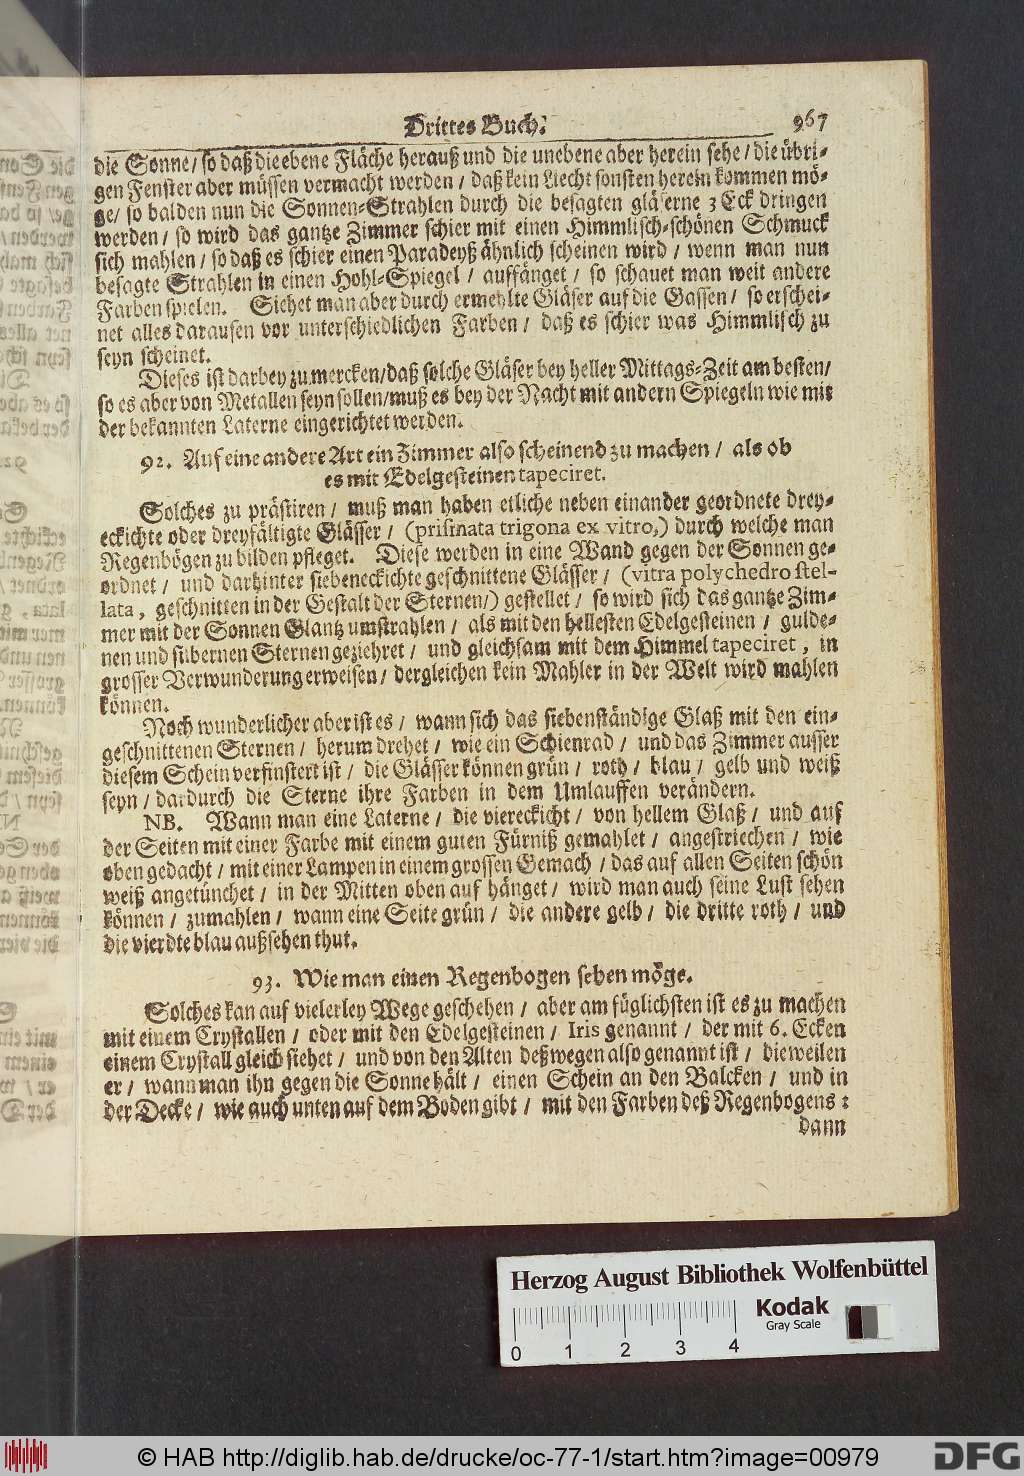 Drittes Buch. 967
die Sonne / so daß die ebene Fläche herauß und die unebene aber herein sehe / die übri-
gen Fenster aber müssen vermacht werden / daß kein Liecht sonsten herein kommen mö-
ge / so balden nun die Sonnen-Strahlen durch die besagten gläserne 3 Eck dringen
werden / so wird das gantze Zimmer schier mit einen Himmlisch-schönen Schmuck
sich mahlen / so daß es schier einen Paradeyß ähnlich scheinen wird / wenn man nun
besagte Strahlen in einen Hohl-Spiegel / auffänget / so schauet man weit andere
Farben spielen. Sichet man aber durch ermehlte Gläser auf die Gassen / so erschei-
net alles daraussen vor unterschiedlichen Farben / daß es schier was Himmlisch zu
seyn scheinet.
Dieses ist darbey zu mercken / daß solche Gläser bey heller Mittags-Zeit am besten /
so es aber von Metallen seyn sollen / muß es bey der Nacht mit andern Spiegeln wie mit
der bekannten Laterne eingerichtet werden.
92. Auf eine andere Art ein Zimmer also scheinend zu machen / als ob
es mit Edelgesteinen tapeciret.
Solches zu prästiren / muß man haben etliche neben einander geordnete drey-
eckichte oder dreyfältigte Glässer / (prismata trigona ex vitro,) durch welche man
Regenbögen zu bilden pfleget. Diese werden in eine Wand gegen der Sonnen ge-
ordnet / und darhinter siebeneckichte geschnittene Glässer / (vitra polychedro stel-
lata, geschnitten in der Gestalt der Sternen /) gestellet / so wird sich das gantze Zim-
mer mit der Sonnen Glantz umstrahlen / als mit den hellesten Edelgesteinen / gulde-
nen und silbernen Sternen geziehret / und gleichsam mit dem Himmel tapeciret, in
grosser Verwunderung erweisen / dergleichen kein Mahler in der Welt wird mahlen
können.
Noch wunderlicher aber ist es / wann sich das siebenständige Glaß mit den ein-
geschnittenen Sternen / herum drehet / wie ein Schienrad / und das Zimmer ausser
diesem Schein verfinstert ist / die Glässer können grün / roth / blau / gelb und weiß
seyn / dardurch die Sterne ihre Farben in dem Umlauffen verändern.
NB. Wann man eine Laterne / die viereckicht / von hellem Glaß / und auf
der Seiten mit einer Farbe mit einem guten Fürniß gemahlet / angestriechen / wie
oben gedacht / mit einer Lampen in einem grossen Gemach / das auf allen Seiten schön
weiß angetünchet / in der Mitten oben auf hänget / wird man auch seine Lust sehen
können / zumahlen / wann eine Seite grün / die andere gelb / die dritte roth / und
die vierdte blau außsehen thut.
93. Wie man einen Regenbogen sehen möge.
Solches kan auf vielerley Wege geschehen / aber am füglichsten ist es zu machen
mit einem Crystallen / oder mit den Edelgesteinen / Iris genannt / der mit 6. Ecken
einem Crystall gleich siehet / und von den Alten deßwegen also genannt ist / dieweilen
er / wann man ihn gegen die Sonne hält / einen Schein an den Balcken / und in
der Decke / wie auch unten auf dem Boden gibt / mit den Farben deß Regenbogens :
dann
Herzog August Bibliothek Wolfenbüttel
Kodak
Gray Scale
0 1 2 3 4
© HAB http://diglib.hab.de/drucke/oc-77-1/start.htm?image=00979
DFG